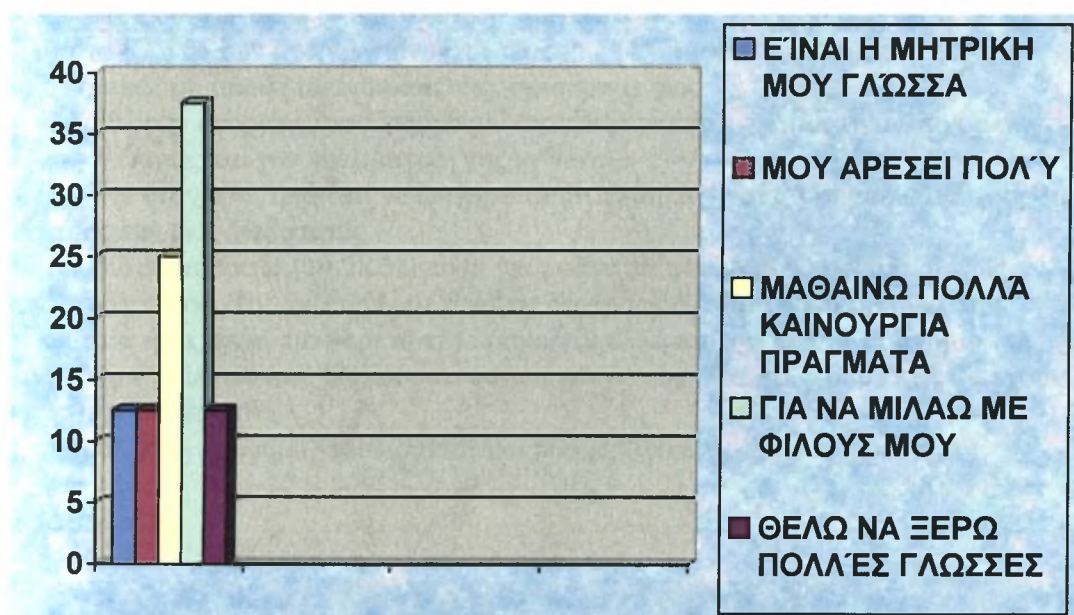 40
35
30
25
20
15
10
5
0
ΕΊΝΑΙ Η ΜΗΤΡΙΚΗ
ΜΟΥ ΓΛΏΣΣΑ
ΜΟΥ ΑΡΕΣΕΙ ΠΟΛΎ
ΜΑΘΑΙΝΩ ΠΟΛΛΆ
ΚΑΙΝΟΥΡΓΙΑ
ΠΡΑΓΜΑΤΑ
ΓΙΑ ΝΑ ΜΙΛΑΩ ΜΕ
ΦΙΛΟΥΣ ΜΟΥ
ΘΕΛΩ ΝΑ ΞΕΡΩ
ΠΟΛΛΈΣ ΓΛΩΣΣΕΣ